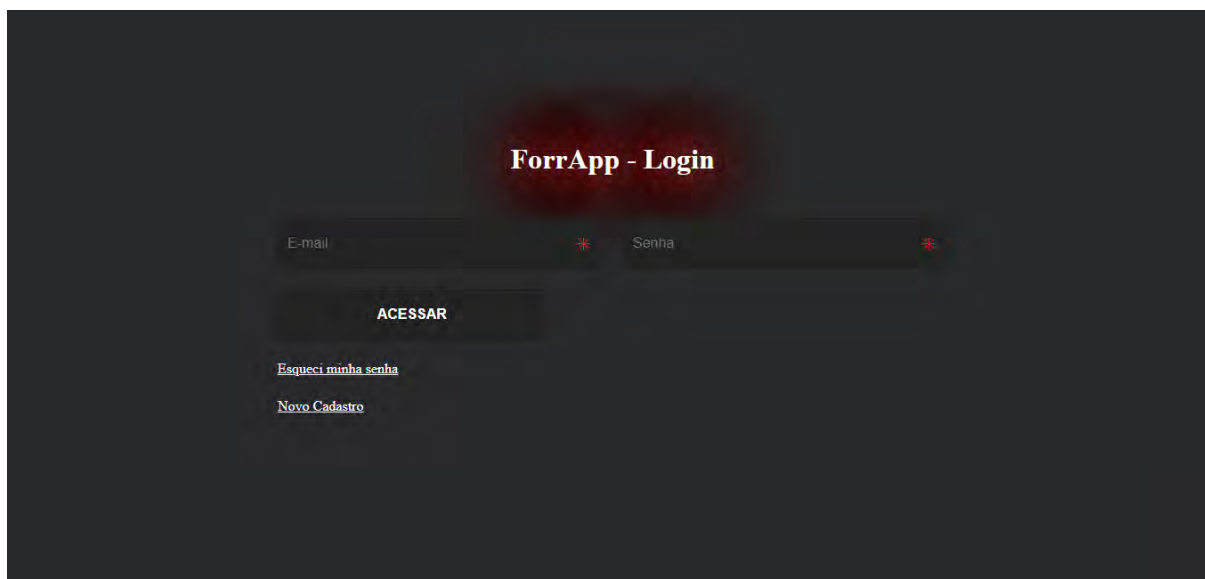 ForrApp - Login
E-mail * Senha *
ACESSAR
Esqueci minha senha
Novo Cadastro